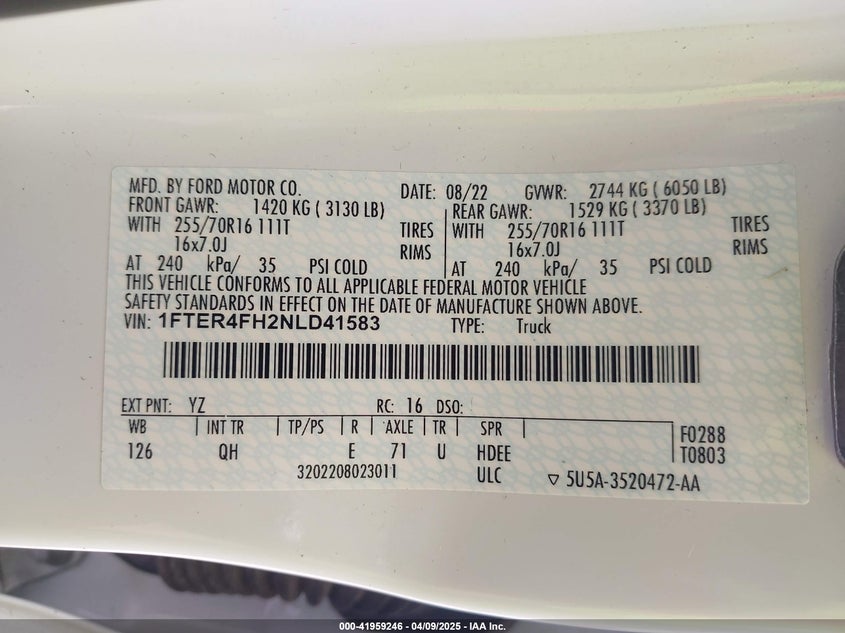 MFD. BY FORD MOTOR CO. DATE: 08/22 GVWR: 2744 KG ( 6050 LB)
FRONT GAWR: 1420 KG ( 3130 LB) REAR GAWR: 1529 KG ( 3370 LB)
WITH 255/70R16 111T TIRES WITH 255/70R16 111T TIRES
16x7.0J RIMS 16x7.0J RIMS
AT 240 kPa/ 35 PSI COLD AT 240 kPa/ 35 PSI COLD
THIS VEHICLE CONFORMS TO ALL APPLICABLE FEDERAL MOTOR VEHICLE
SAFETY STANDARDS IN EFFECT ON THE DATE OF MANUFACTURE SHOWN ABOVE.
VIN: 1FTER4FH2NLD41583 TYPE: Truck
EXT PNT: YZ RC: 16 DSO:
WB INT TR TP/PS R AXLE TR SPR F0288
126 QH E 71 U HDEE T0803
3202208023011 ULC ▽ 5U5A-3520472-AA
000-41959246 - 04/09/2025 - IAA Inc.